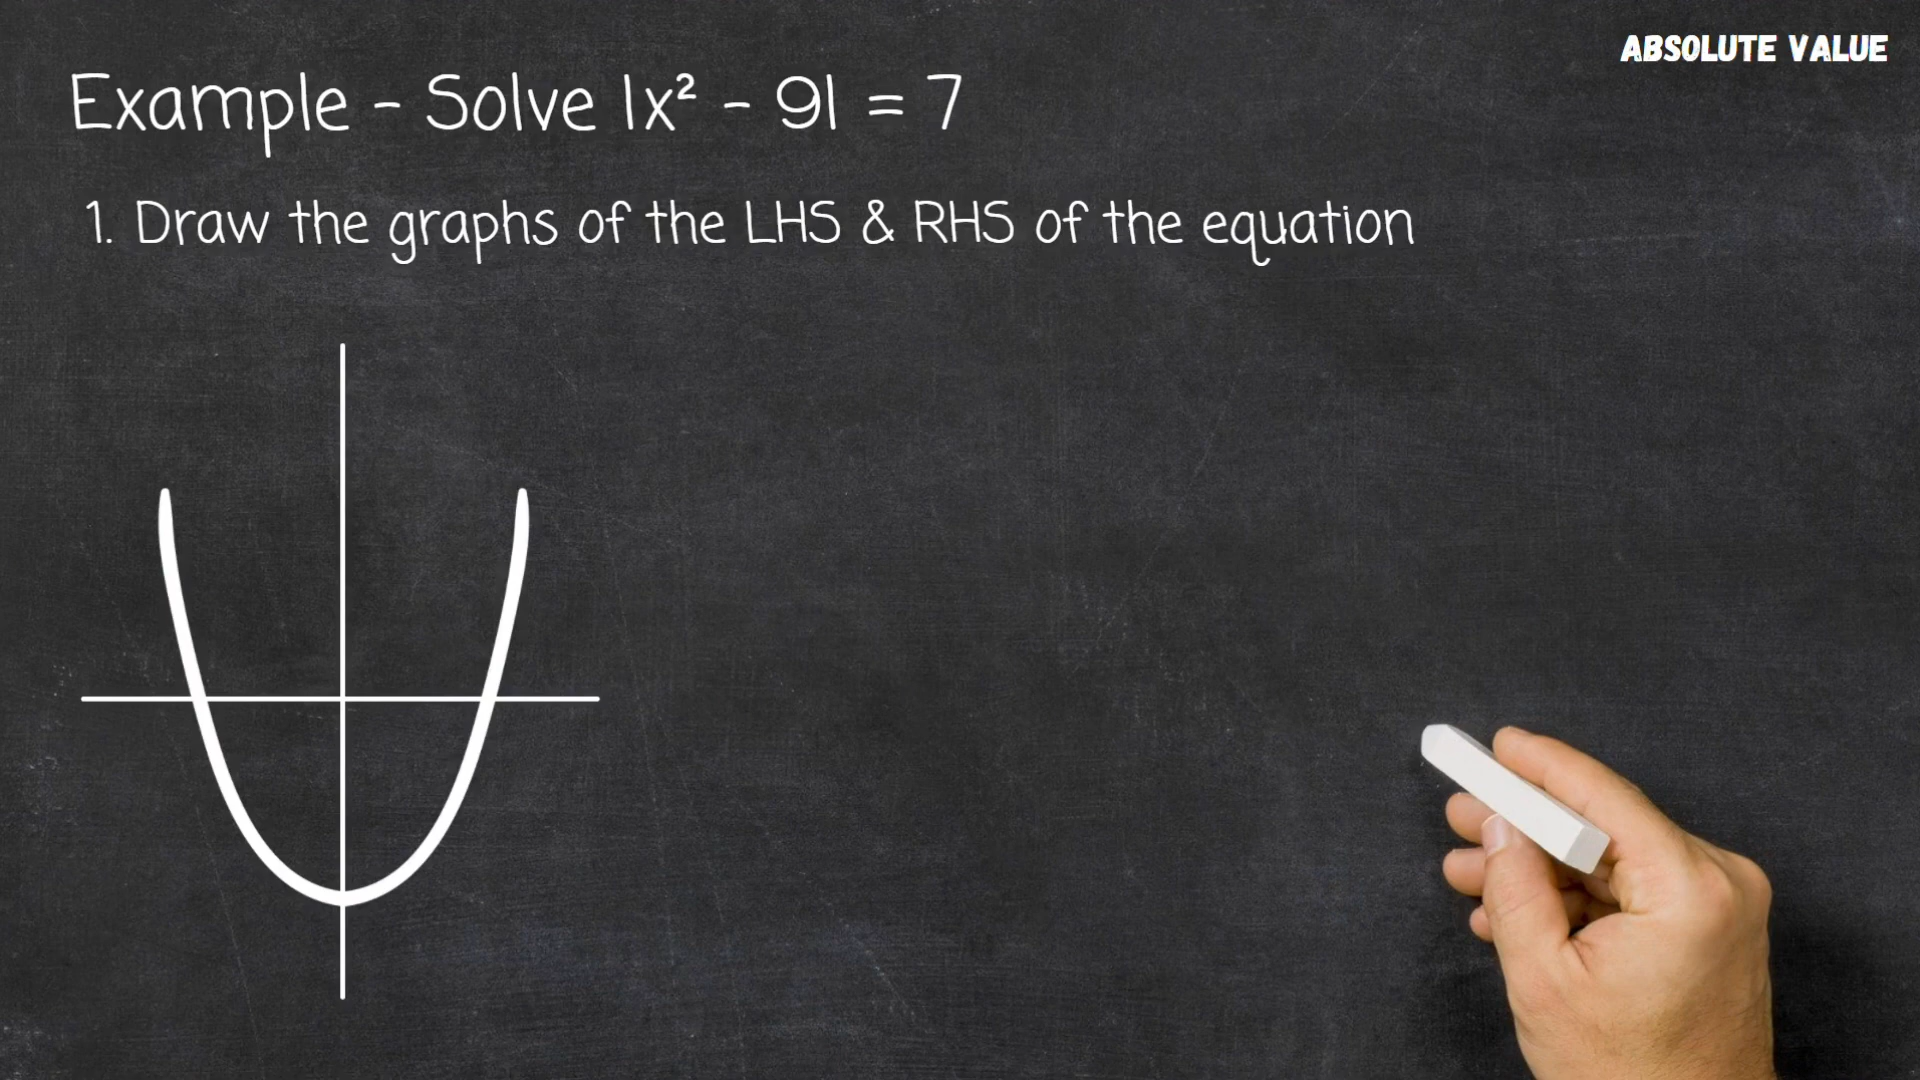 ABSOLUTE VALUE
Example - Solve |x² - 9| = 7
1. Draw the graphs of the LHS & RHS of the equation